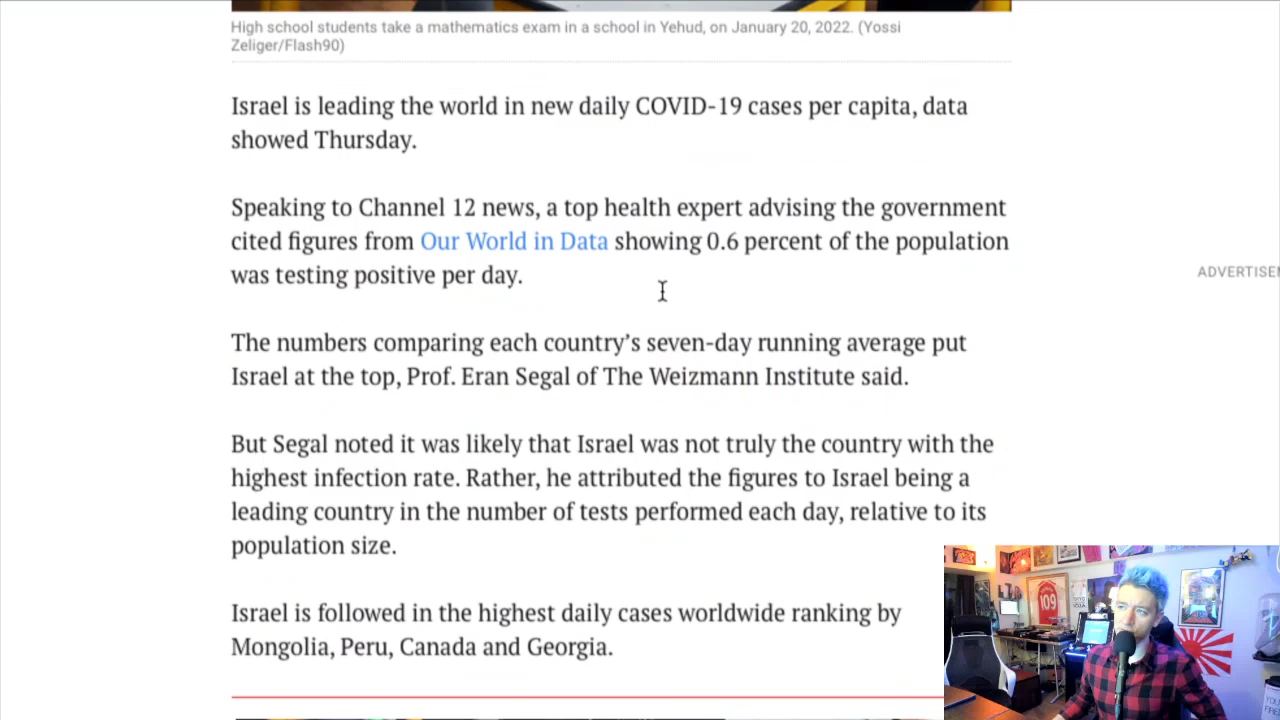 High school students take a mathematics exam in a school in Yehud, on January 20, 2022. (Yossi
Zeliger/Flash90)
Israel is leading the world in new daily COVID-19 cases per capita, data
showed Thursday.
Speaking to Channel 12 news, a top health expert advising the government
cited figures from Our World in Data showing 0.6 percent of the population
was testing positive per day.
ADVERTISEM
The numbers comparing each country’s seven-day running average put
Israel at the top, Prof. Eran Segal of The Weizmann Institute said.
But Segal noted it was likely that Israel was not truly the country with the
highest infection rate. Rather, he attributed the figures to Israel being a
leading country in the number of tests performed each day, relative to its
population size.
Israel is followed in the highest daily cases worldwide ranking by
Mongolia, Peru, Canada and Georgia.
109